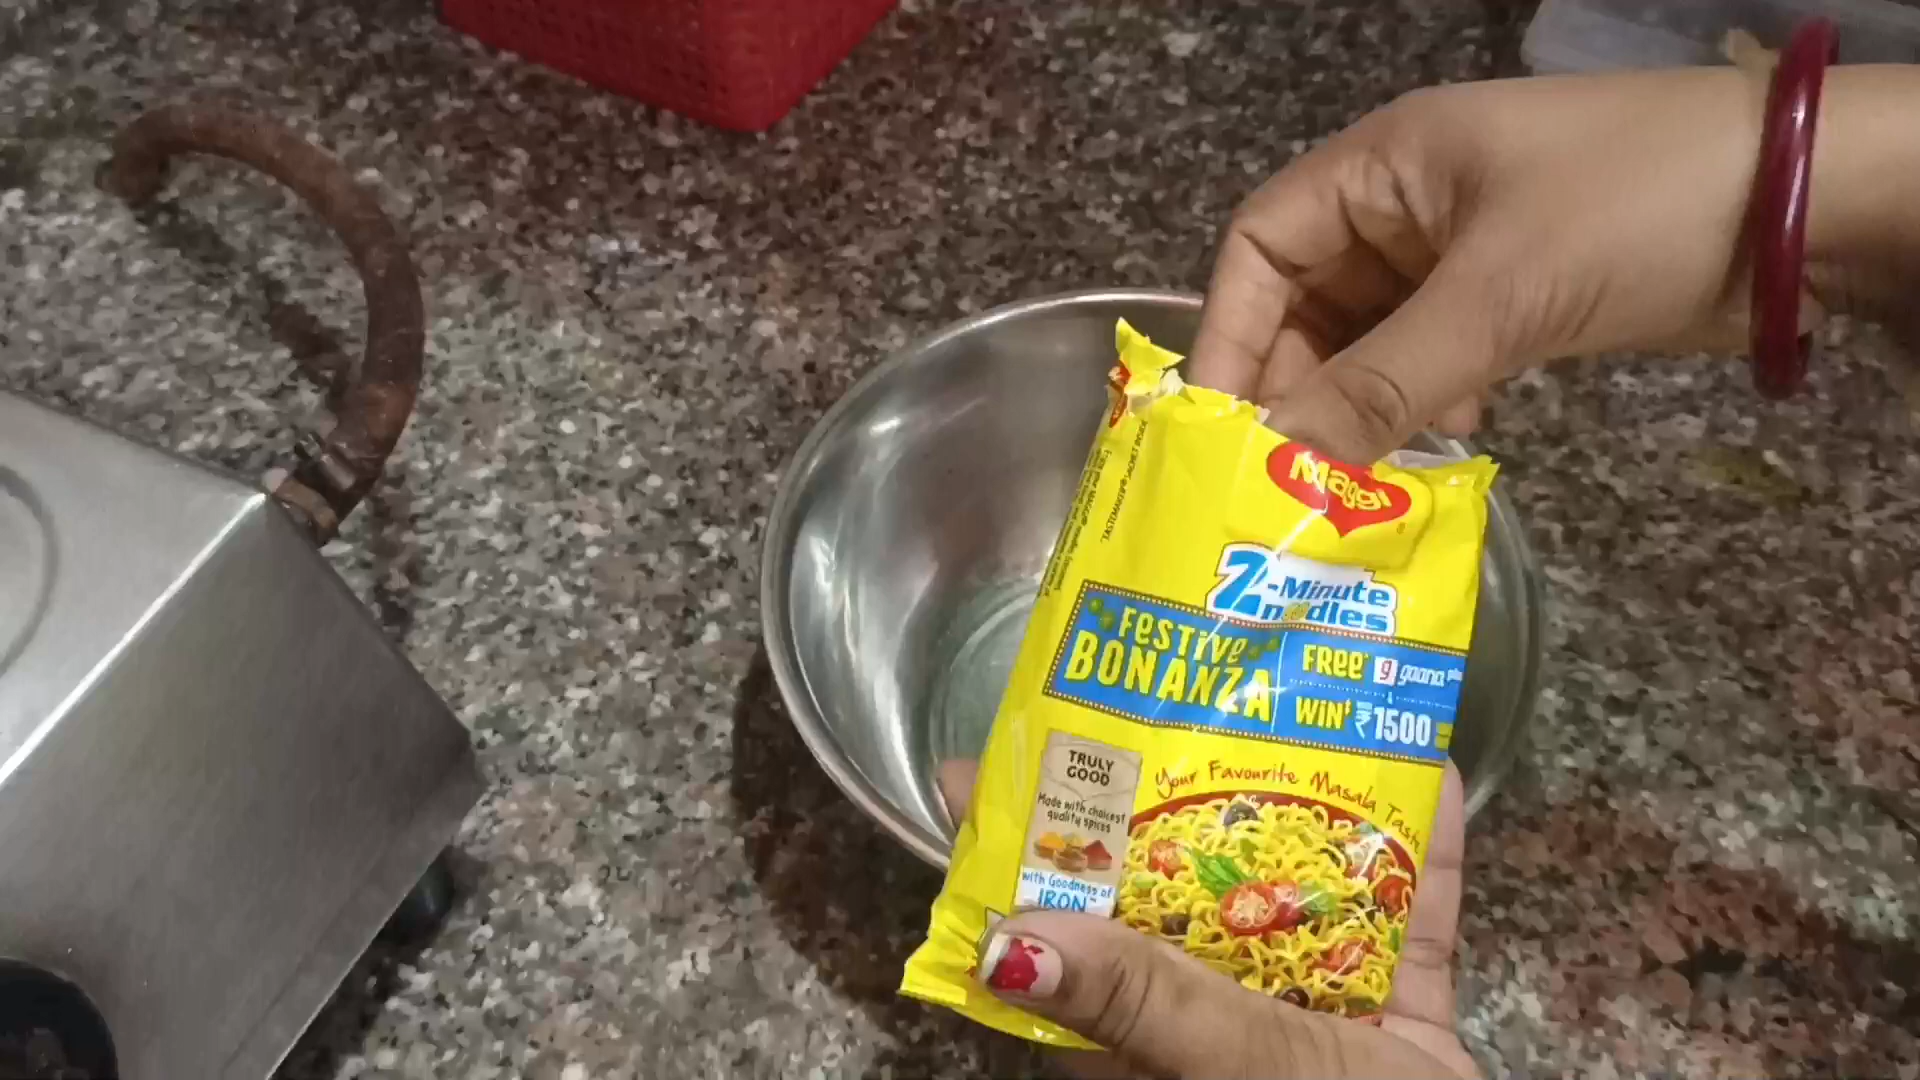 Maggi
2-Minute
noodles
FESTIVE
BONANZA
FREE* g gaana plus
WIN‡ ₹1500
TRULY
GOOD
Made with choicest
quality spices
with Goodness of
IRON
Your Favourite Masala Taste